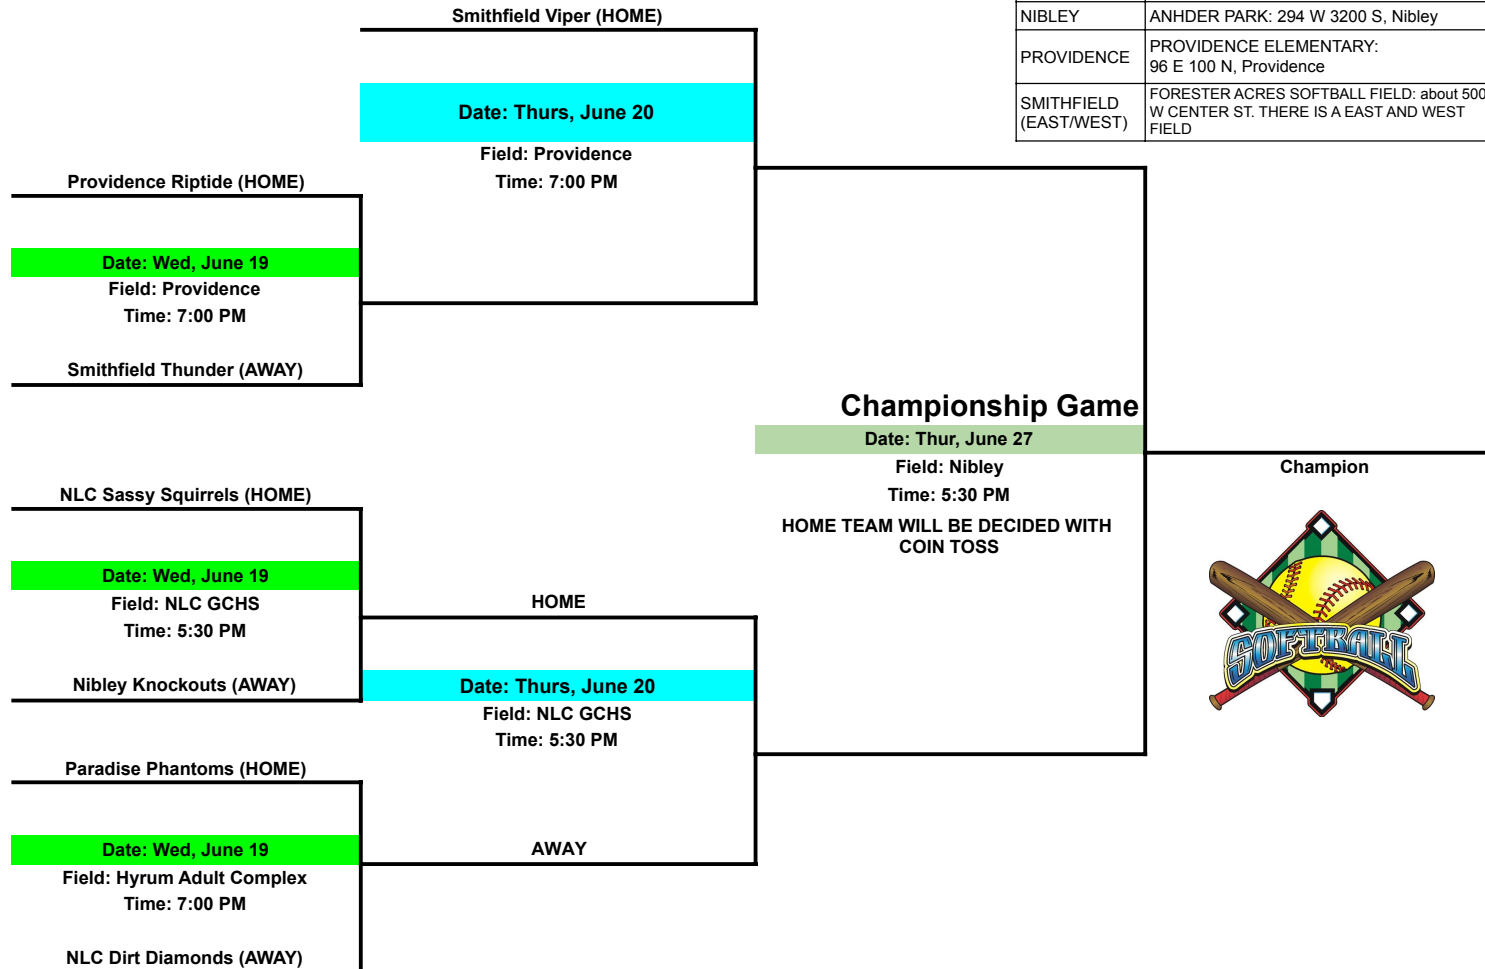 Smithfield Viper (HOME)
NIBLEY
ANHDER PARK: 294 W 3200 S, Nibley
PROVIDENCE
PROVIDENCE ELEMENTARY:
96 E 100 N, Providence
SMITHFIELD
(EAST/WEST)
FORESTER ACRES SOFTBALL FIELD: about 500
W CENTER ST. THERE IS A EAST AND WEST
FIELD
Date: Thurs, June 20
Field: Providence
Time: 7:00 PM
Providence Riptide (HOME)
Date: Wed, June 19
Field: Providence
Time: 7:00 PM
Smithfield Thunder (AWAY)
Championship Game
Date: Thur, June 27
Field: Nibley
Time: 5:30 PM
HOME TEAM WILL BE DECIDED WITH
COIN TOSS
Champion
SOFTBALL
NLC Sassy Squirrels (HOME)
Date: Wed, June 19
Field: NLC GCHS
Time: 5:30 PM
Nibley Knockouts (AWAY)
HOME
Date: Thurs, June 20
Field: NLC GCHS
Time: 5:30 PM
AWAY
Paradise Phantoms (HOME)
Date: Wed, June 19
Field: Hyrum Adult Complex
Time: 7:00 PM
NLC Dirt Diamonds (AWAY)